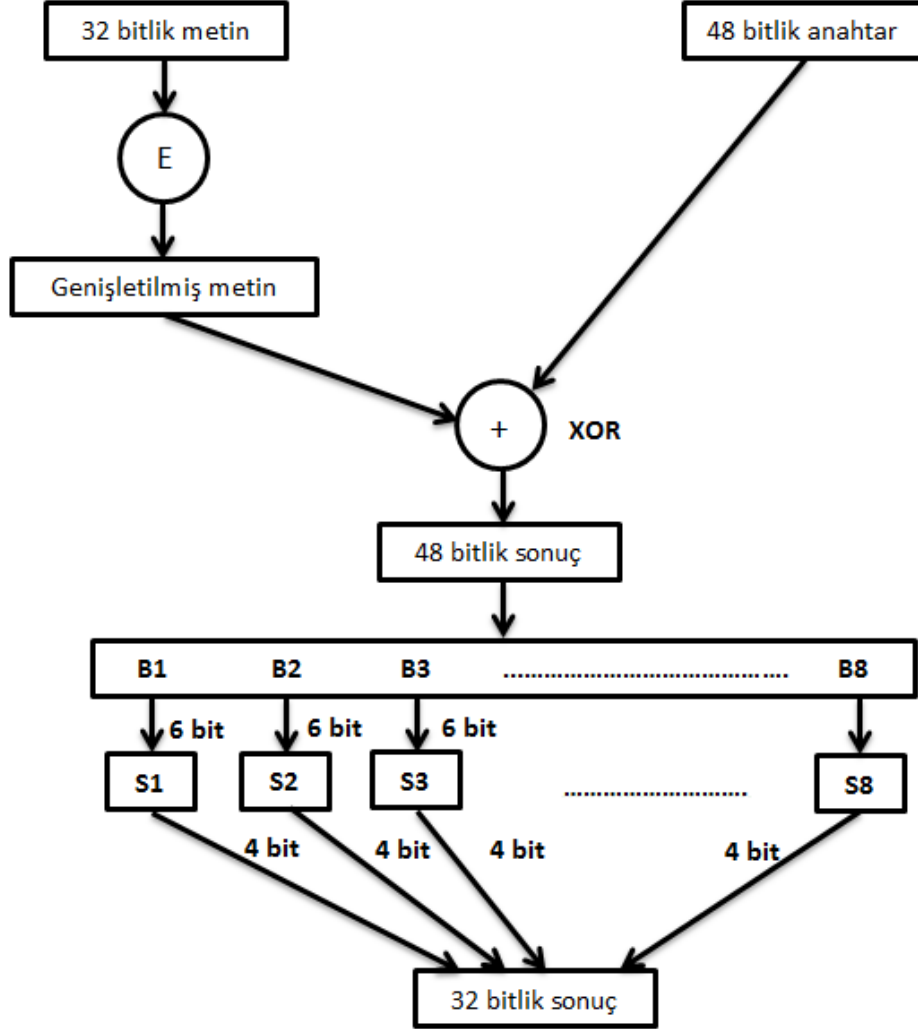 32 bitlik metin
48 bitlik anahtar
E
Genişletilmiş metin
+
XOR
48 bitlik sonuç
B1 B2 B3 ........................................ B8
6 bit 6 bit 6 bit
S1 S2 S3 .......................... S8
4 bit 4 bit 4 bit 4 bit
32 bitlik sonuç